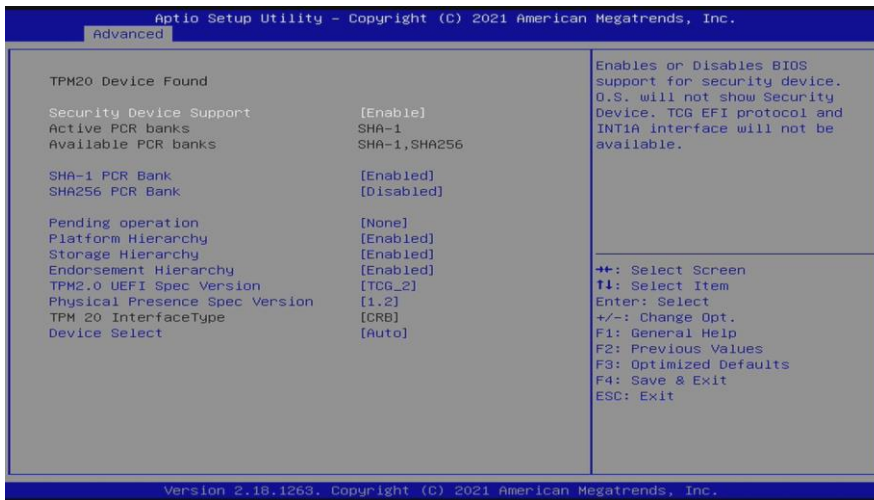 Aptio Setup Utility – Copyright (C) 2021 American Megatrends, Inc.
Advanced
TPM20 Device Found
Security Device Support [Enable]
Active PCR banks SHA-1
Available PCR banks SHA-1,SHA256
SHA-1 PCR Bank [Enabled]
SHA256 PCR Bank [Disabled]
Pending operation [None]
Platform Hierarchy [Enabled]
Storage Hierarchy [Enabled]
Endorsement Hierarchy [Enabled]
TPM2.0 UEFI Spec Version [TCG_2]
Physical Presence Spec Version [1.2]
TPM 20 InterfaceType [CRB]
Device Select [Auto]
Enables or Disables BIOS
support for security device.
O.S. will not show Security
Device. TCG EFI protocol and
INT1A interface will not be
available.
→←: Select Screen
↑↓: Select Item
Enter: Select
+/-: Change Opt.
F1: General Help
F2: Previous Values
F3: Optimized Defaults
F4: Save & Exit
ESC: Exit
Version 2.18.1263. Copyright (C) 2021 American Megatrends, Inc.